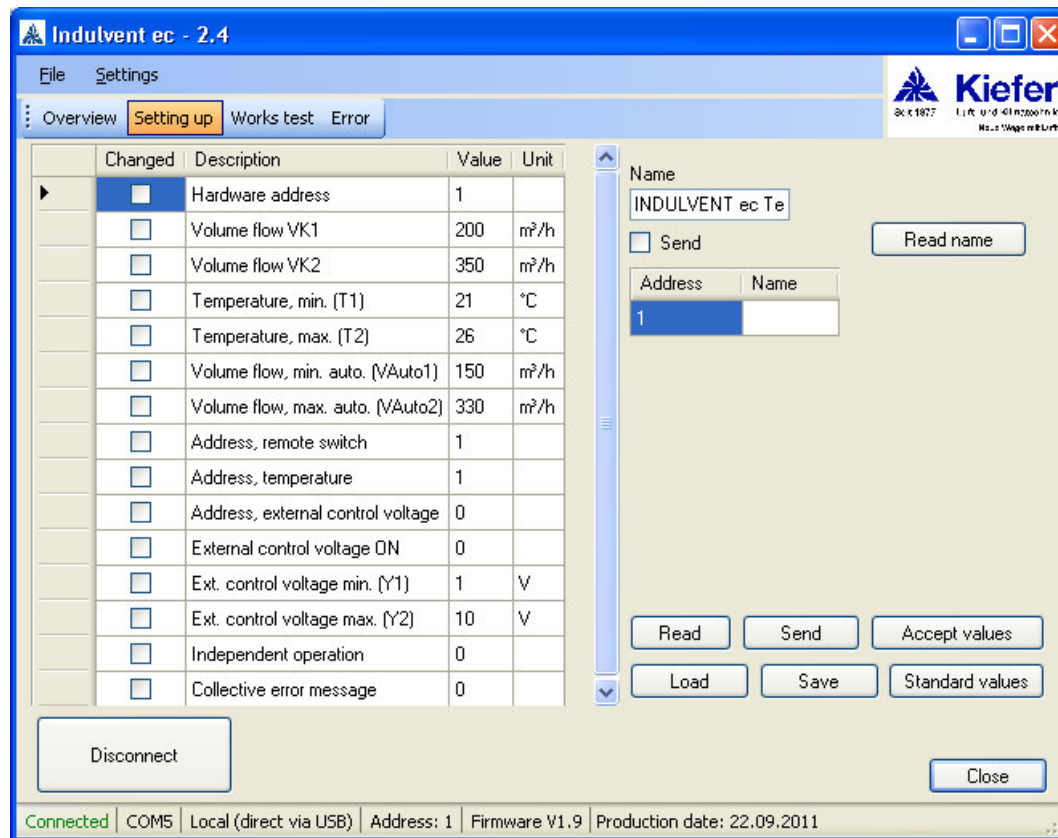 Indulvent ec - 2.4
File Settings
Kiefer
Seit 1877
Overview Setting up Works test Error
Changed Description Value Unit
Hardware address 1
Volume flow VK1 200 m³/h
Volume flow VK2 350 m³/h
Temperature, min. (T1) 21 °C
Temperature, max. (T2) 26 °C
Volume flow, min. auto. (VAuto1) 150 m³/h
Volume flow, max. auto. (VAuto2) 330 m³/h
Address, remote switch 1
Address, temperature 1
Address, external control voltage 0
External control voltage ON 0
Ext. control voltage min. (Y1) 1 V
Ext. control voltage max. (Y2) 10 V
Independent operation 0
Collective error message 0
Name
INDULVENT ec Te
Send
Read name
Address Name
1
Read Send Accept values
Load Save Standard values
Disconnect
Close
Connected COM5 Local (direct via USB) Address: 1 Firmware V1.9 Production date: 22.09.2011